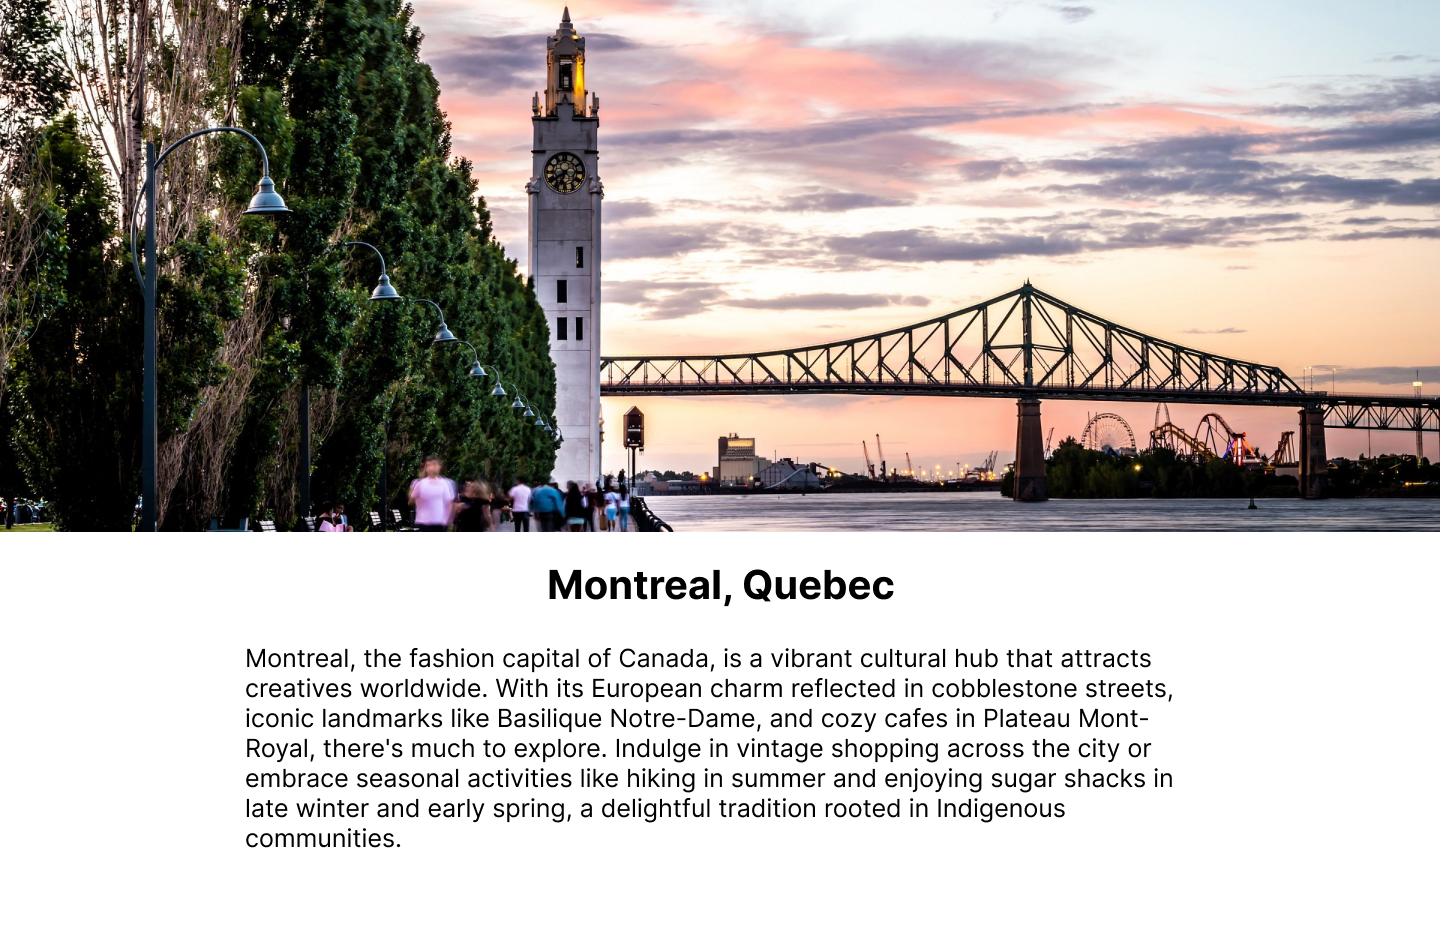 Montreal, Quebec
Montreal, the fashion capital of Canada, is a vibrant cultural hub that attracts
creatives worldwide. With its European charm reflected in cobblestone streets,
iconic landmarks like Basilique Notre-Dame, and cozy cafes in Plateau Mont-
Royal, there's much to explore. Indulge in vintage shopping across the city or
embrace seasonal activities like hiking in summer and enjoying sugar shacks in
late winter and early spring, a delightful tradition rooted in Indigenous
communities.